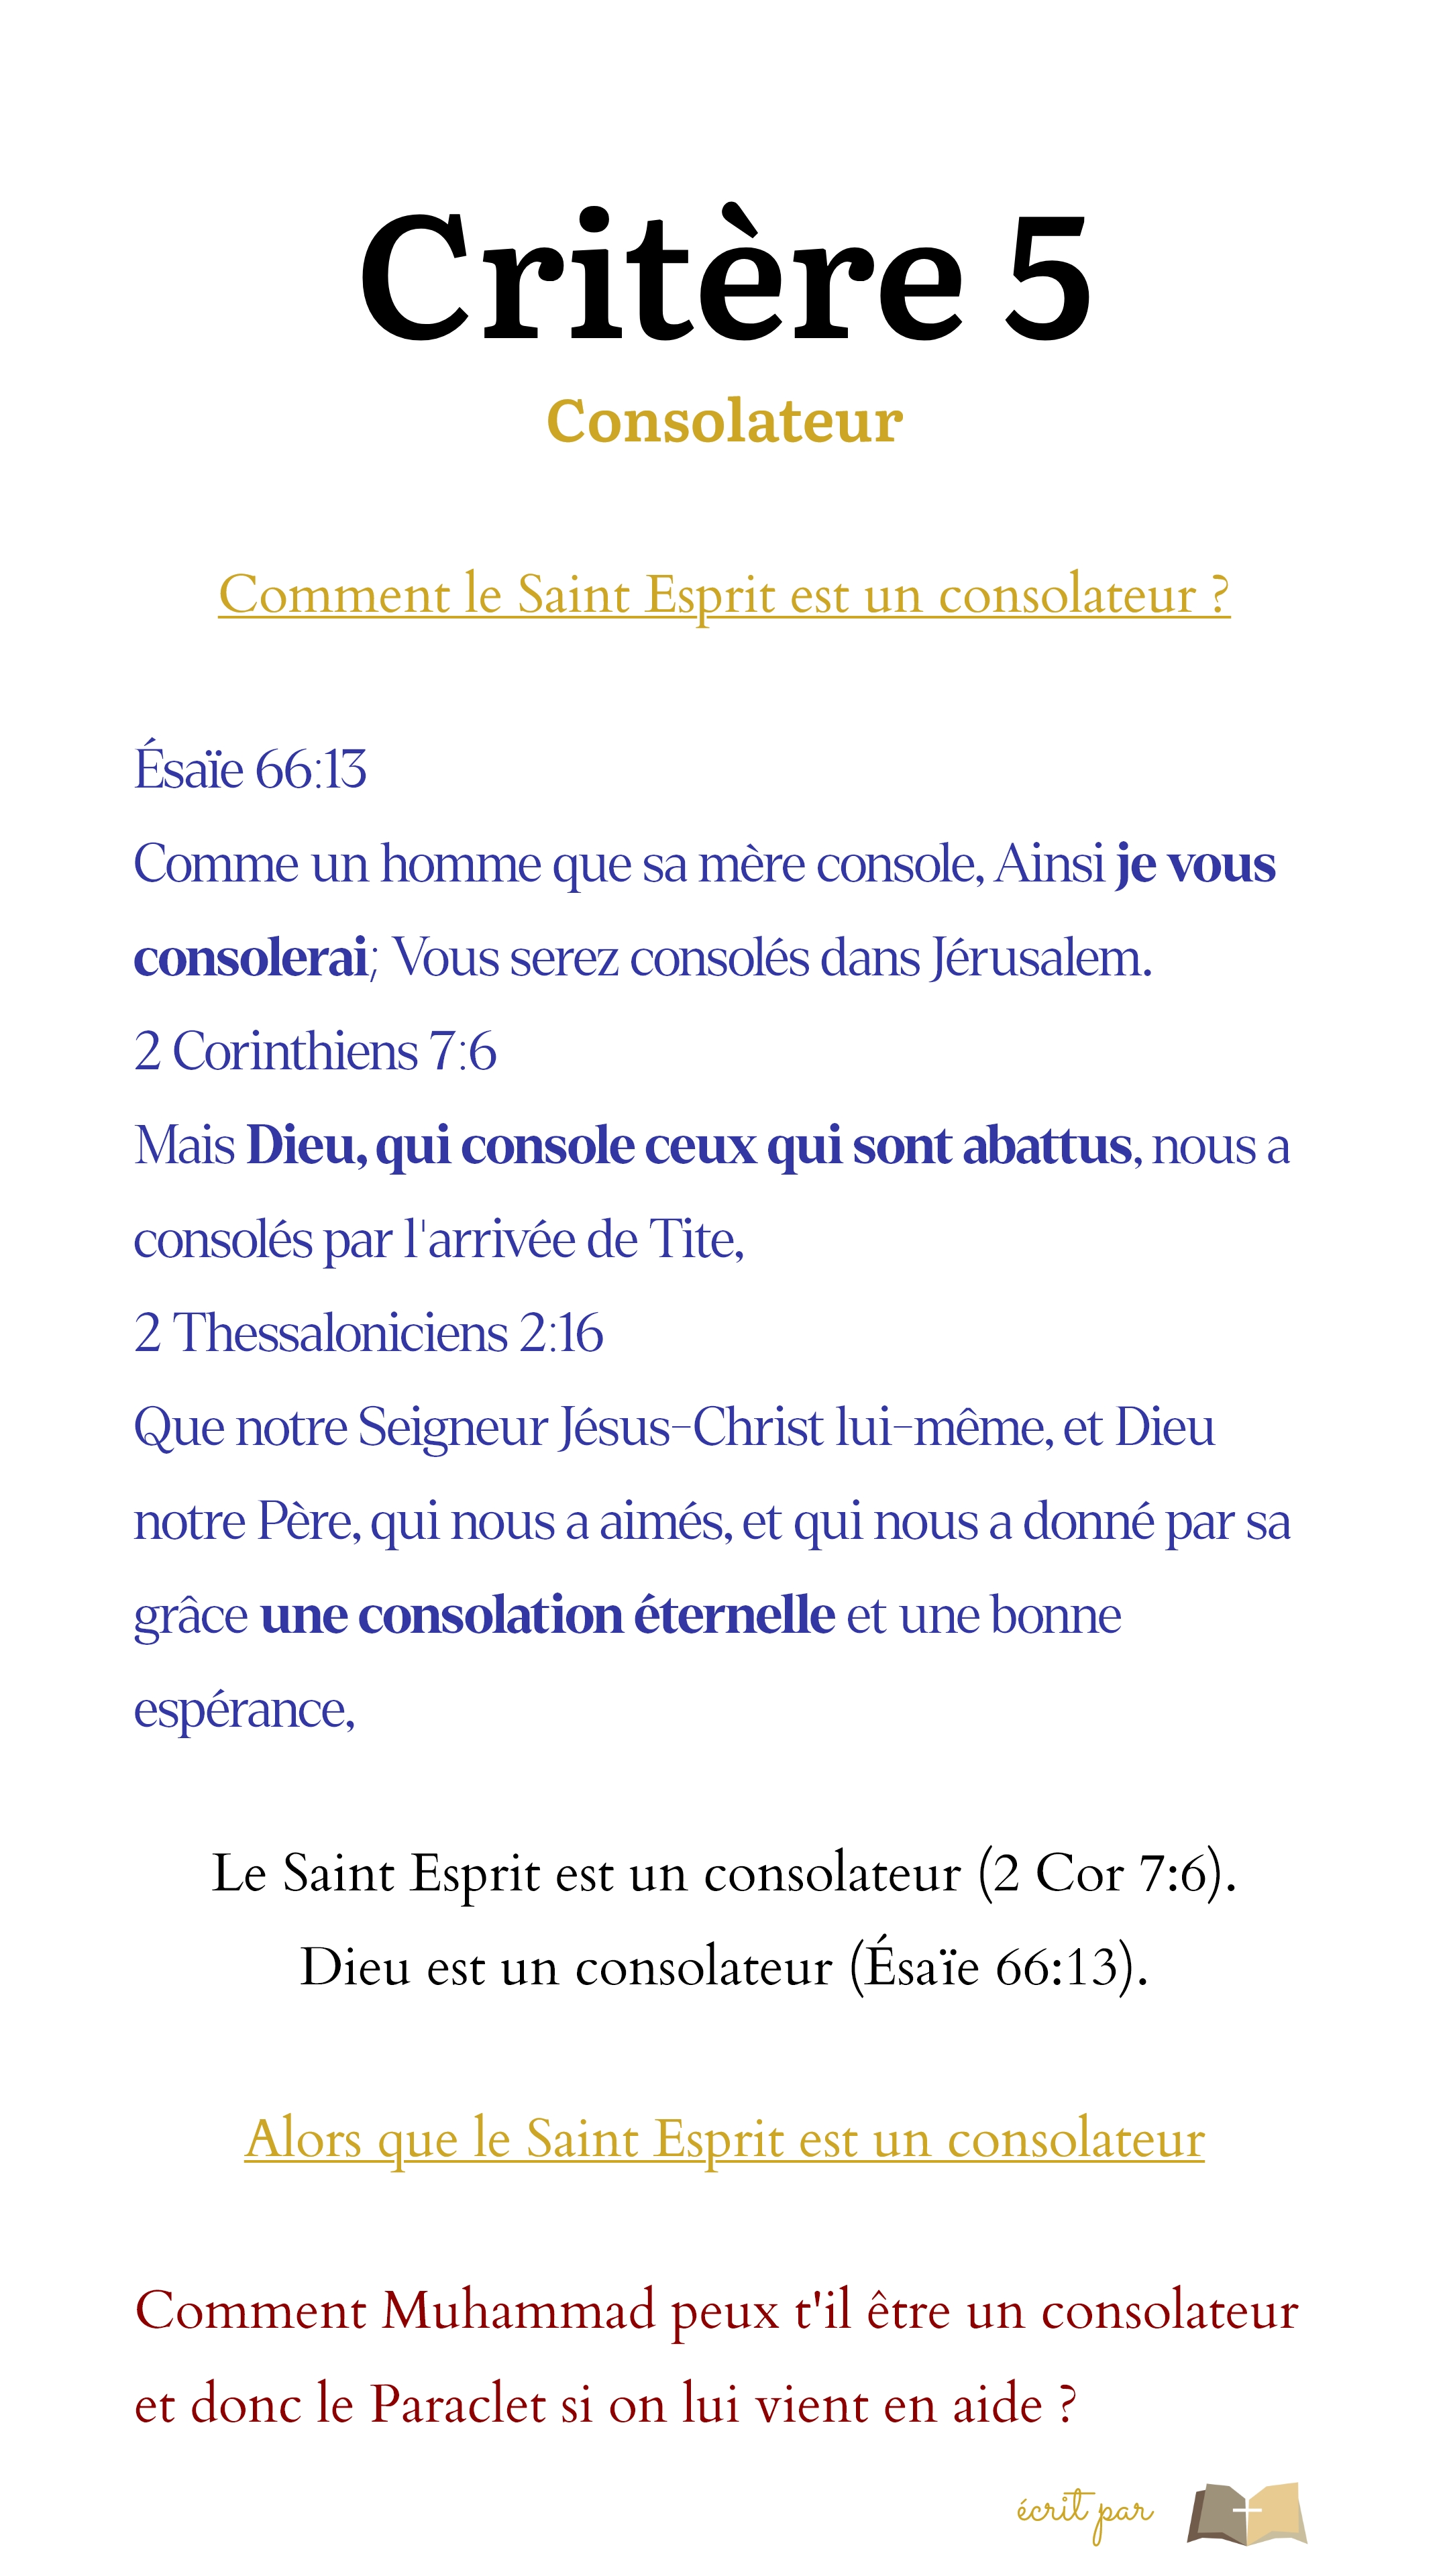 Critère 5
Consolateur
Comment le Saint Esprit est un consolateur ?
Ésaïe 66:13
Comme un homme que sa mère console, Ainsi je vous
consolerai; Vous serez consolés dans Jérusalem.
2 Corinthiens 7:6
Mais Dieu, qui console ceux qui sont abattus, nous a
consolés par l'arrivée de Tite,
2 Thessaloniciens 2:16
Que notre Seigneur Jésus-Christ lui-même, et Dieu
notre Père, qui nous a aimés, et qui nous a donné par sa
grâce une consolation éternelle et une bonne
espérance,
Le Saint Esprit est un consolateur (2 Cor 7:6).
Dieu est un consolateur (Ésaïe 66:13).
Alors que le Saint Esprit est un consolateur
Comment Muhammad peux t'il être un consolateur
et donc le Paraclet si on lui vient en aide ?
écrit par